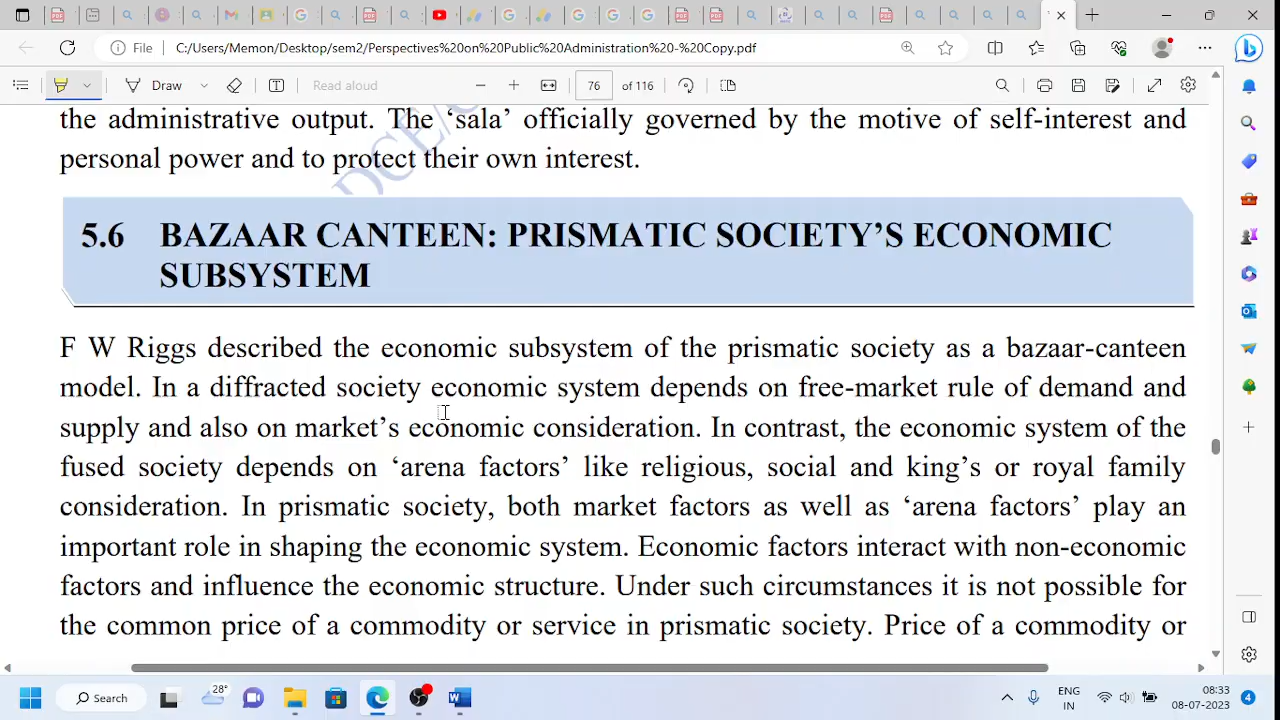 File
C:/Users/Memon/Desktop/sem2/Perspectives%20on%20Public%20Administration%20-%20Copy.pdf
Draw
Read aloud
76
of 116
the administrative output. The ‘sala’ officially governed by the motive of self-interest and
personal power and to protect their own interest.
5.6 BAZAAR CANTEEN: PRISMATIC SOCIETY’S ECONOMIC
SUBSYSTEM
F W Riggs described the economic subsystem of the prismatic society as a bazaar-canteen
model. In a diffracted society economic system depends on free-market rule of demand and
supply and also on market’s economic consideration. In contrast, the economic system of the
fused society depends on ‘arena factors’ like religious, social and king’s or royal family
consideration. In prismatic society, both market factors as well as ‘arena factors’ play an
important role in shaping the economic system. Economic factors interact with non-economic
factors and influence the economic structure. Under such circumstances it is not possible for
the common price of a commodity or service in prismatic society. Price of a commodity or
Search
28°
ENG
IN
08:33
08-07-2023
4